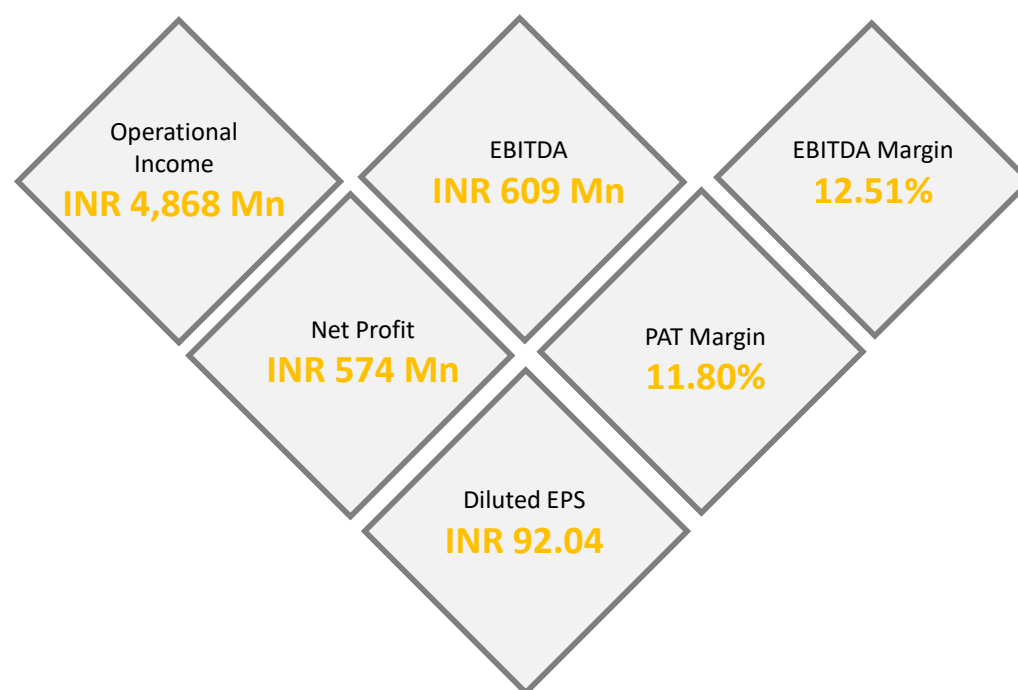 Operational
Income
INR 4,868 Mn
EBITDA
INR 609 Mn
EBITDA Margin
12.51%
Net Profit
INR 574 Mn
PAT Margin
11.80%
Diluted EPS
INR 92.04